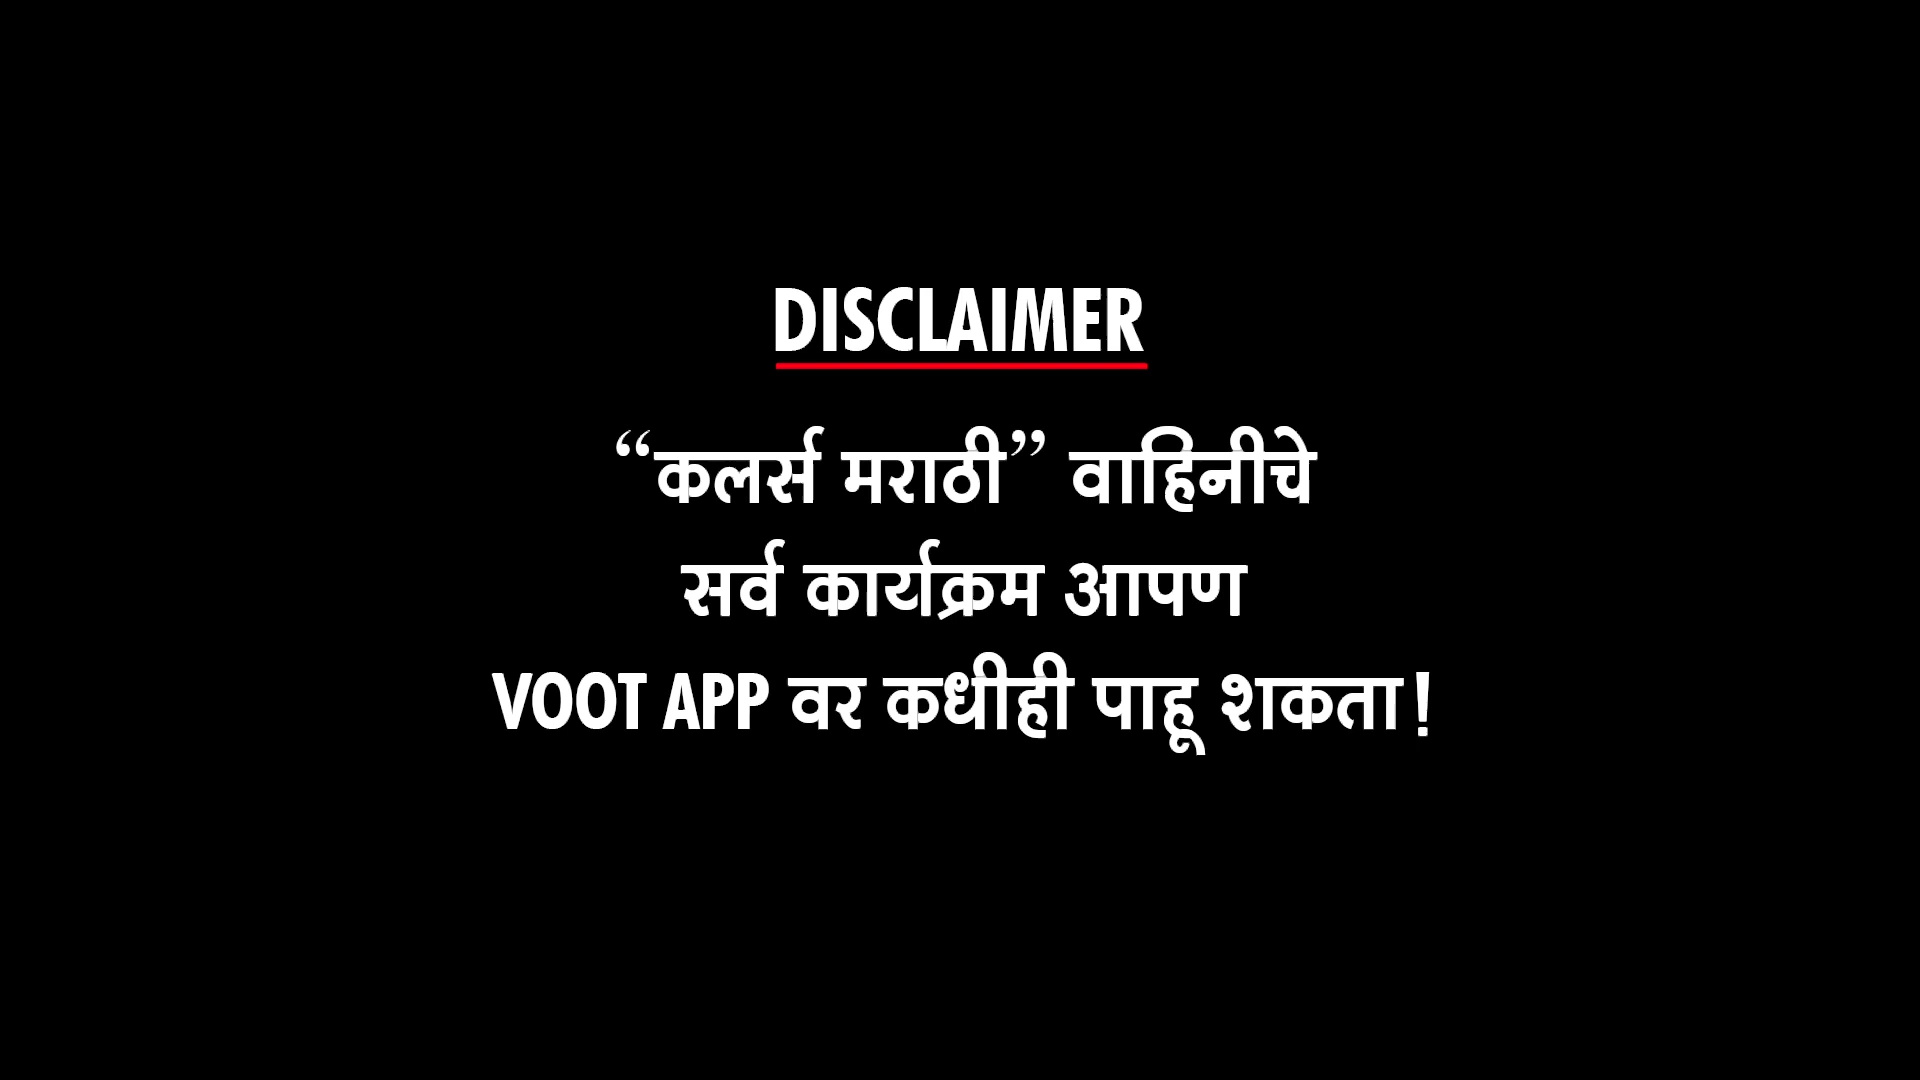 DISCLAIMER
“कलर्स मराठी” वाहिनीचे
सर्व कार्यक्रम आपण
VOOT APP वर कधीही पाहू शकता!